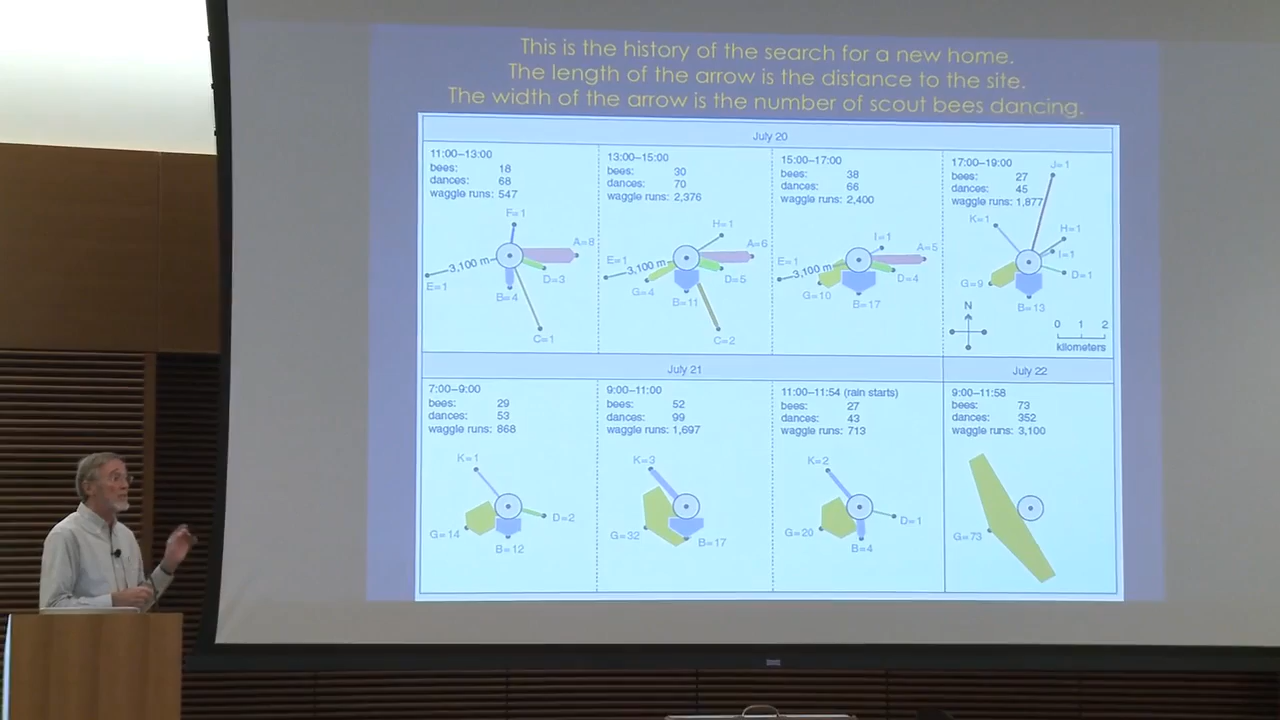 This is the history of the search for a new home.
The length of the arrow is the distance to the site.
The width of the arrow is the number of scout bees dancing.
July 20
11:00–13:00
bees: 18
dances: 68
waggle runs: 547
F=1
A=8
3,100 m
E=1
D=3
B=4
C=1
13:00–15:00
bees: 30
dances: 70
waggle runs: 2,376
H=1
A=6
E=1
3,100 m
D=5
G=4
B=11
C=2
15:00–17:00
bees: 38
dances: 66
waggle runs: 2,400
I=1
A=5
E=1
3,100 m
D=4
G=10
B=17
17:00–19:00
bees: 27
dances: 45
waggle runs: 1,877
J=1
K=1
H=1
I=1
D=1
G=9
B=13
N
0 1 2
kilometers
July 21
7:00–9:00
bees: 29
dances: 53
waggle runs: 868
K=1
D=2
G=14
B=12
9:00–11:00
bees: 52
dances: 99
waggle runs: 1,697
K=3
G=32
B=17
11:00–11:54 (rain starts)
bees: 27
dances: 43
waggle runs: 713
K=2
D=1
G=20
B=4
July 22
9:00–11:58
bees: 73
dances: 352
waggle runs: 3,100
G=73